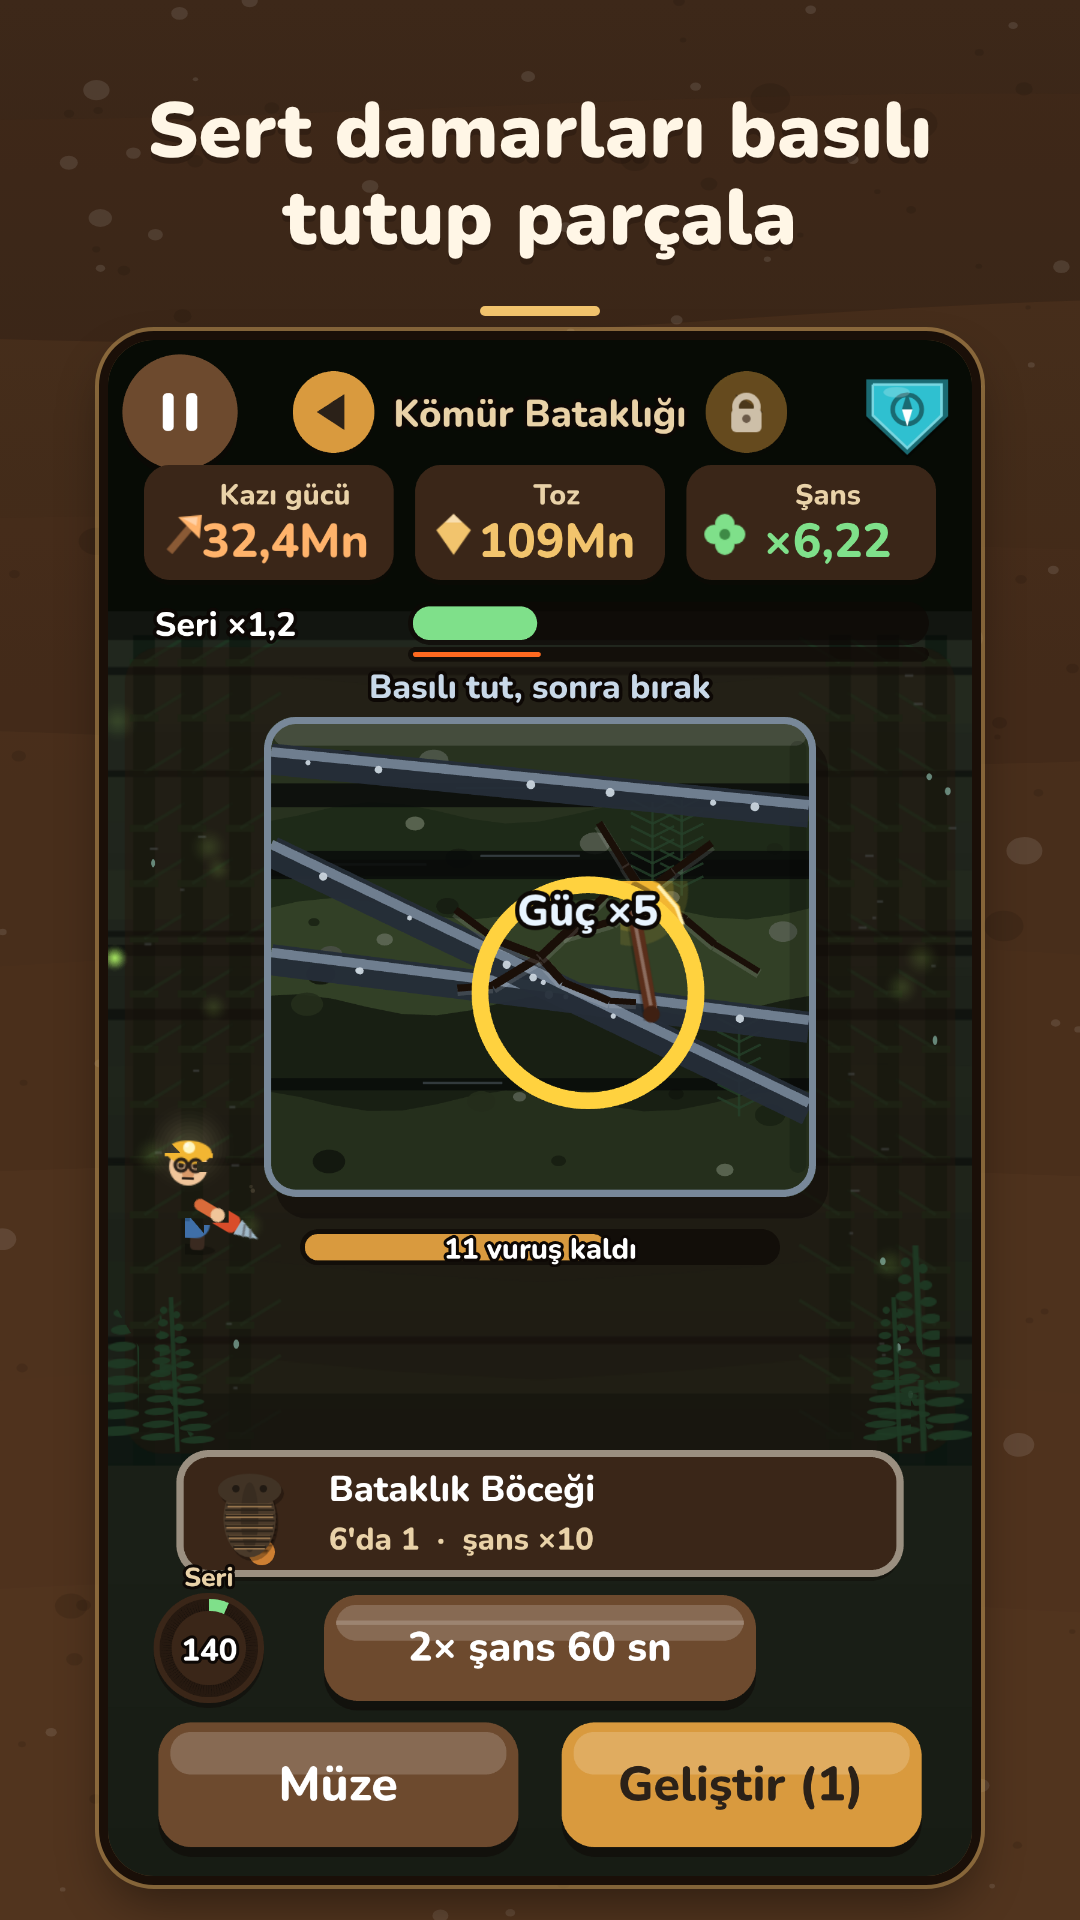 Sert damarları basılı
tutup parçala
Kömür Bataklığı
Kazı gücü
32,4Mn
Toz
109Mn
Şans
×6,22
Seri ×1,2
Basılı tut, sonra bırak
Güç ×5
11 vuruş kaldı
Bataklık Böceği
6'da 1 · şans ×10
Seri
140
2× şans 60 sn
Müze
Geliştir (1)